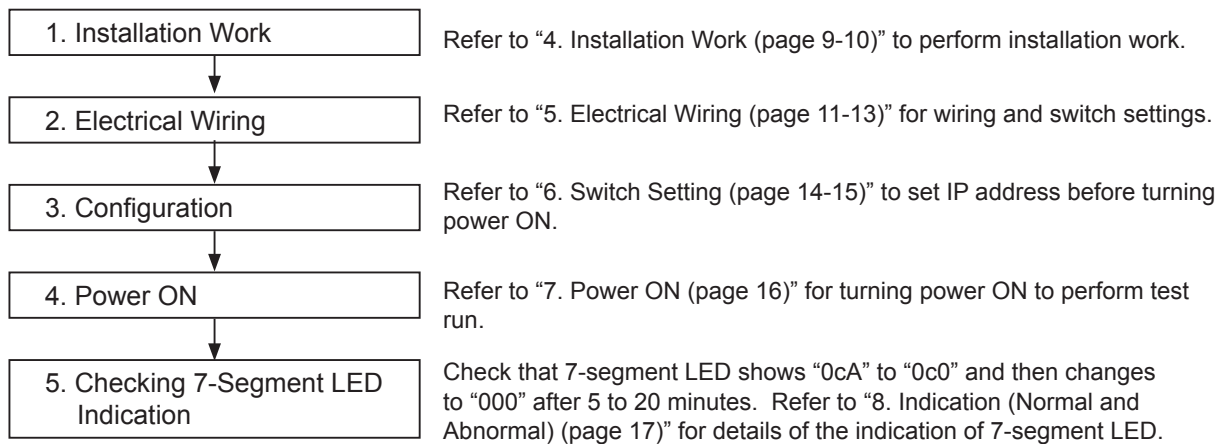 1. Installation Work
Refer to “4. Installation Work (page 9-10)” to perform installation work.
2. Electrical Wiring
Refer to “5. Electrical Wiring (page 11-13)” for wiring and switch settings.
3. Configuration
Refer to “6. Switch Setting (page 14-15)” to set IP address before turning
power ON.
4. Power ON
Refer to “7. Power ON (page 16)” for turning power ON to perform test
run.
5. Checking 7-Segment LED
Indication
Check that 7-segment LED shows “0cA” to “0c0” and then changes
to “000” after 5 to 20 minutes.  Refer to “8. Indication (Normal and
Abnormal) (page 17)” for details of the indication of 7-segment LED.